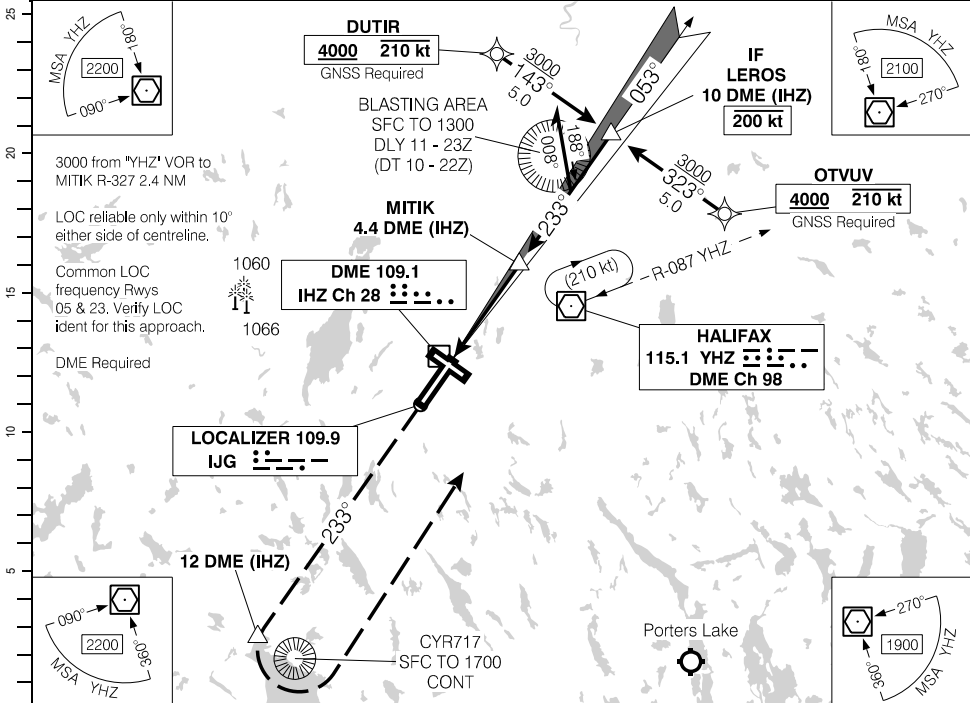 25
20
15
10
5
MSA YHZ
2200
180°
090°
DUTIR
4000 210 kt
GNSS Required
3000
143°
5.0
053°
IF
LEROS
10 DME (IHZ)
200 kt
MSA YHZ
2100
180°
270°
BLASTING AREA
SFC TO 1300
DLY 11 - 23Z
(DT 10 - 22Z)
008°
188°
3000 from "YHZ" VOR to
MITIK R-327 2.4 NM
3000
323°
5.0
OTVUV
4000 210 kt
GNSS Required
LOC reliable only within 10°
either side of centreline.
MITIK
4.4 DME (IHZ)
233°
Common LOC
frequency Rwys
05 & 23. Verify LOC
ident for this approach.
1060
1066
DME 109.1
IHZ Ch 28
(210 kt)
R-087 YHZ
DME Required
HALIFAX
115.1 YHZ
DME Ch 98
LOCALIZER 109.9
IJG
233°
12 DME (IHZ)
CYR717
SFC TO 1700
CONT
Porters Lake
090°
2200
360°
MSA YHZ
270°
1900
360°
MSA YHZ